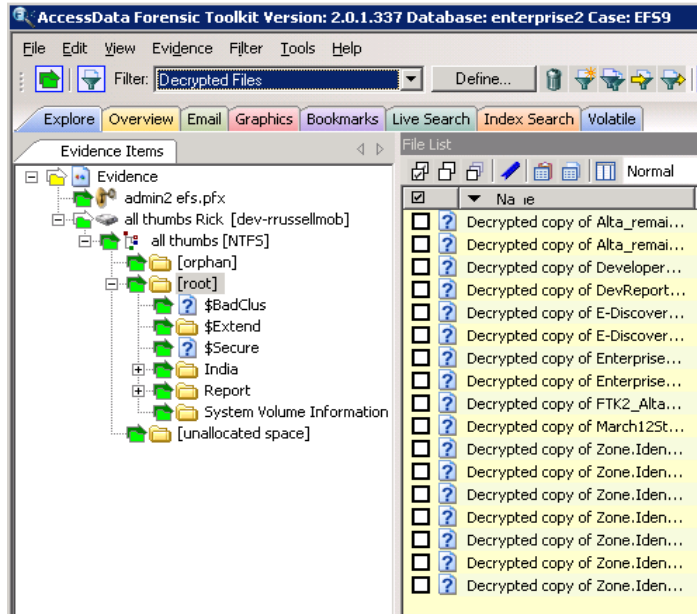 AccessData Forensic Toolkit Version: 2.0.1.337 Database: enterprise2 Case: EFS9
File Edit View Evidence Filter Tools Help
Filter: Decrypted Files Define...
Explore Overview Email Graphics Bookmarks Live Search Index Search Volatile
Evidence Items
Evidence
admin2 efs.pfx
all thumbs Rick [dev-rrussellmob]
all thumbs [NTFS]
[orphan]
[root]
$BadClus
$Extend
$Secure
India
Report
System Volume Information
[unallocated space]
File List
Normal
Decrypted copy of Alta_remai...
Decrypted copy of Alta_remai...
Decrypted copy of Developer...
Decrypted copy of DevReport...
Decrypted copy of E-Discover...
Decrypted copy of E-Discover...
Decrypted copy of Enterprise...
Decrypted copy of Enterprise...
Decrypted copy of FTK2_Alta...
Decrypted copy of March12St...
Decrypted copy of Zone.Iden...
Decrypted copy of Zone.Iden...
Decrypted copy of Zone.Iden...
Decrypted copy of Zone.Iden...
Decrypted copy of Zone.Iden...
Decrypted copy of Zone.Iden...
Decrypted copy of Zone.Iden...